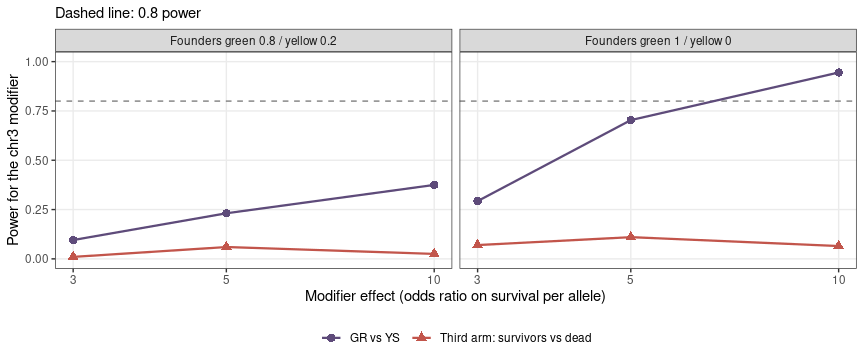 Dashed line: 0.8 power
Founders green 0.8 / yellow 0.2
Founders green 1 / yellow 0
Power for the chr3 modifier
1.00
0.75
0.50
0.25
0.00
3 5 10 3 5 10
Modifier effect (odds ratio on survival per allele)
GR vs YS Third arm: survivors vs dead